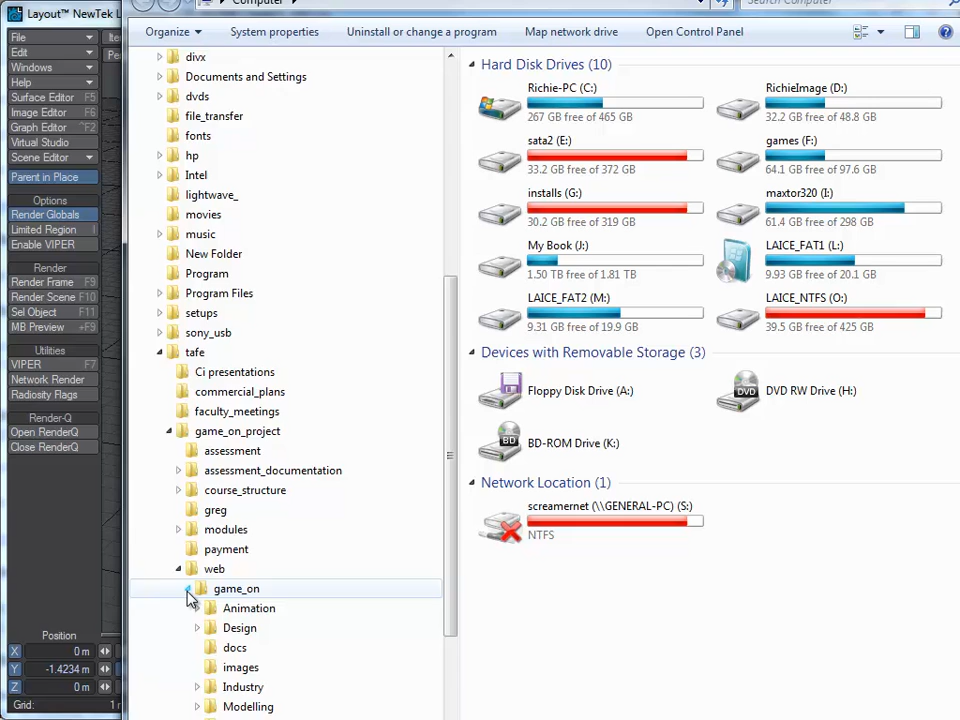 Layout™ NewTek L
Computer
Search Computer
Organize
System properties
Uninstall or change a program
Map network drive
Open Control Panel
File
Edit
Windows
Help
Surface Editor F5
Image Editor F6
Graph Editor ^F2
Virtual Studio
Scene Editor
Parent in Place
Options
Render Globals
Limited Region l
Enable VIPER
Render
Render Frame F9
Render Scene F10
Sel Object F11
MB Preview +F9
Utilities
VIPER F7
Network Render
Radiosity Flags
Render-Q
Open RenderQ
Close RenderQ
Position
X 0 m
Y -1.4234 m
Z 0 m
Grid:
divx
Documents and Settings
dvds
file_transfer
fonts
hp
Intel
lightwave_
movies
music
New Folder
Program
Program Files
setups
sony_usb
tafe
Ci presentations
commercial_plans
faculty_meetings
game_on_project
assessment
assessment_documentation
course_structure
greg
modules
payment
web
game_on
Animation
Design
docs
images
Industry
Modelling
Hard Disk Drives (10)
Richie-PC (C:)
267 GB free of 465 GB
RichieImage (D:)
32.2 GB free of 48.8 GB
sata2 (E:)
33.2 GB free of 372 GB
games (F:)
64.1 GB free of 97.6 GB
installs (G:)
30.2 GB free of 319 GB
maxtor320 (I:)
61.4 GB free of 298 GB
My Book (J:)
1.50 TB free of 1.81 TB
LAICE_FAT1 (L:)
9.93 GB free of 20.1 GB
LAICE_FAT2 (M:)
9.31 GB free of 19.9 GB
LAICE_NTFS (O:)
39.5 GB free of 425 GB
Devices with Removable Storage (3)
Floppy Disk Drive (A:)
DVD RW Drive (H:)
BD-ROM Drive (K:)
Network Location (1)
screamernet (\\GENERAL-PC) (S:)
NTFS